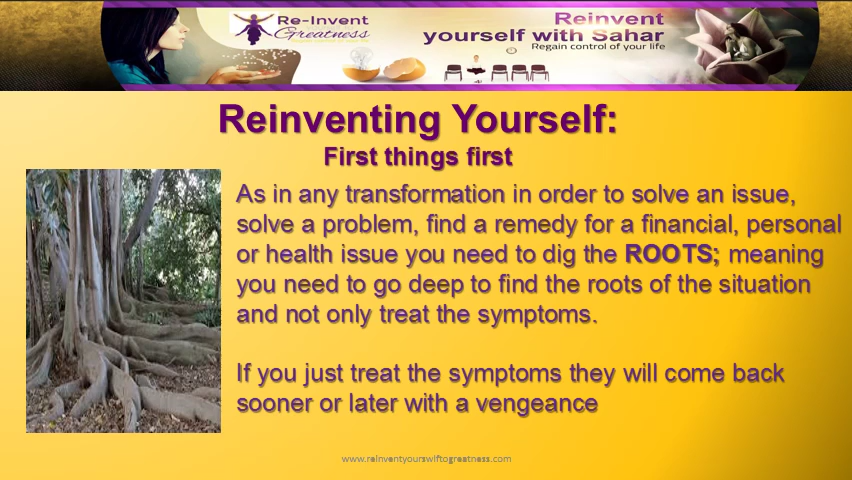 Re-Invent
Greatness
Reinvent
yourself with Sahar
Regain control of your life
Reinventing Yourself:
First things first
As in any transformation in order to solve an issue,
solve a problem, find a remedy for a financial, personal
or health issue you need to dig the ROOTS; meaning
you need to go deep to find the roots of the situation
and not only treat the symptoms.
If you just treat the symptoms they will come back
sooner or later with a vengeance
www.reinventyourswiftogreatness.com